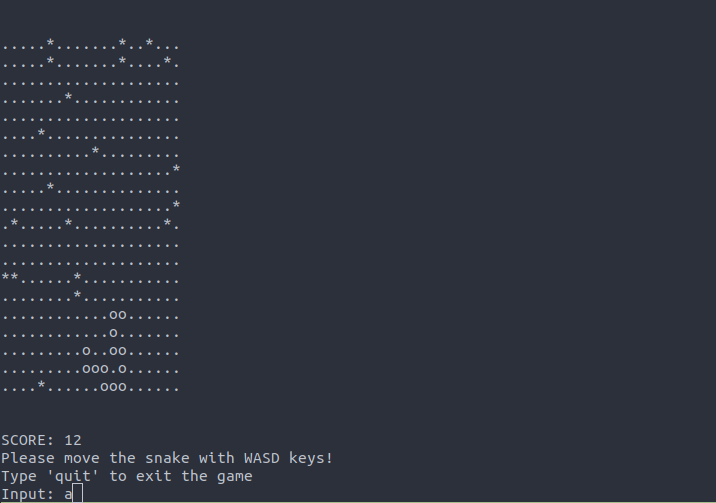 .....*.......*..*...
.....*.......*....*.
....................
.......*............
....................
....*...............
..........*.........
...................*
.....*..............
...................*
.*.....*..........*.
....................
....................
**......*...........
........*...........
............oo......
............o.......
.........o..oo......
.........ooo.o......
....*......ooo......
SCORE: 12
Please move the snake with WASD keys!
Type 'quit' to exit the game
Input: a